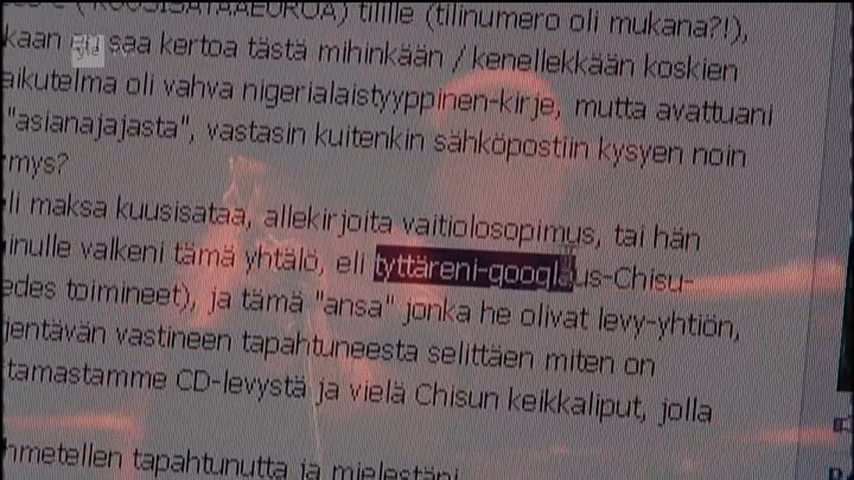 (KUUSISATAAEUROA) tilille (tilinumero oli mukana?!),
kaan en saa kertoa tästä mihinkään / kenellekkään koskien
aikutelma oli vahva nigerialaistyyppinen-kirje, mutta avattuani
"asianajajasta", vastasin kuitenkin sähköpostiin kysyen noin
mys?
li maksa kuusisataa, allekirjoita vaitiolosopimus, tai hän
inulle valkeni tämä yhtälö, eli tyttäreni-googlaus-Chisu-
edes toimineet), ja tämä "ansa" jonka he olivat levy-yhtiön,
jentävän vastineen tapahtuneesta selittäen miten on
tamastamme CD-levystä ja vielä Chisun keikkaliput, jolla
hmetellen tapahtunutta ja mielestäni
yle